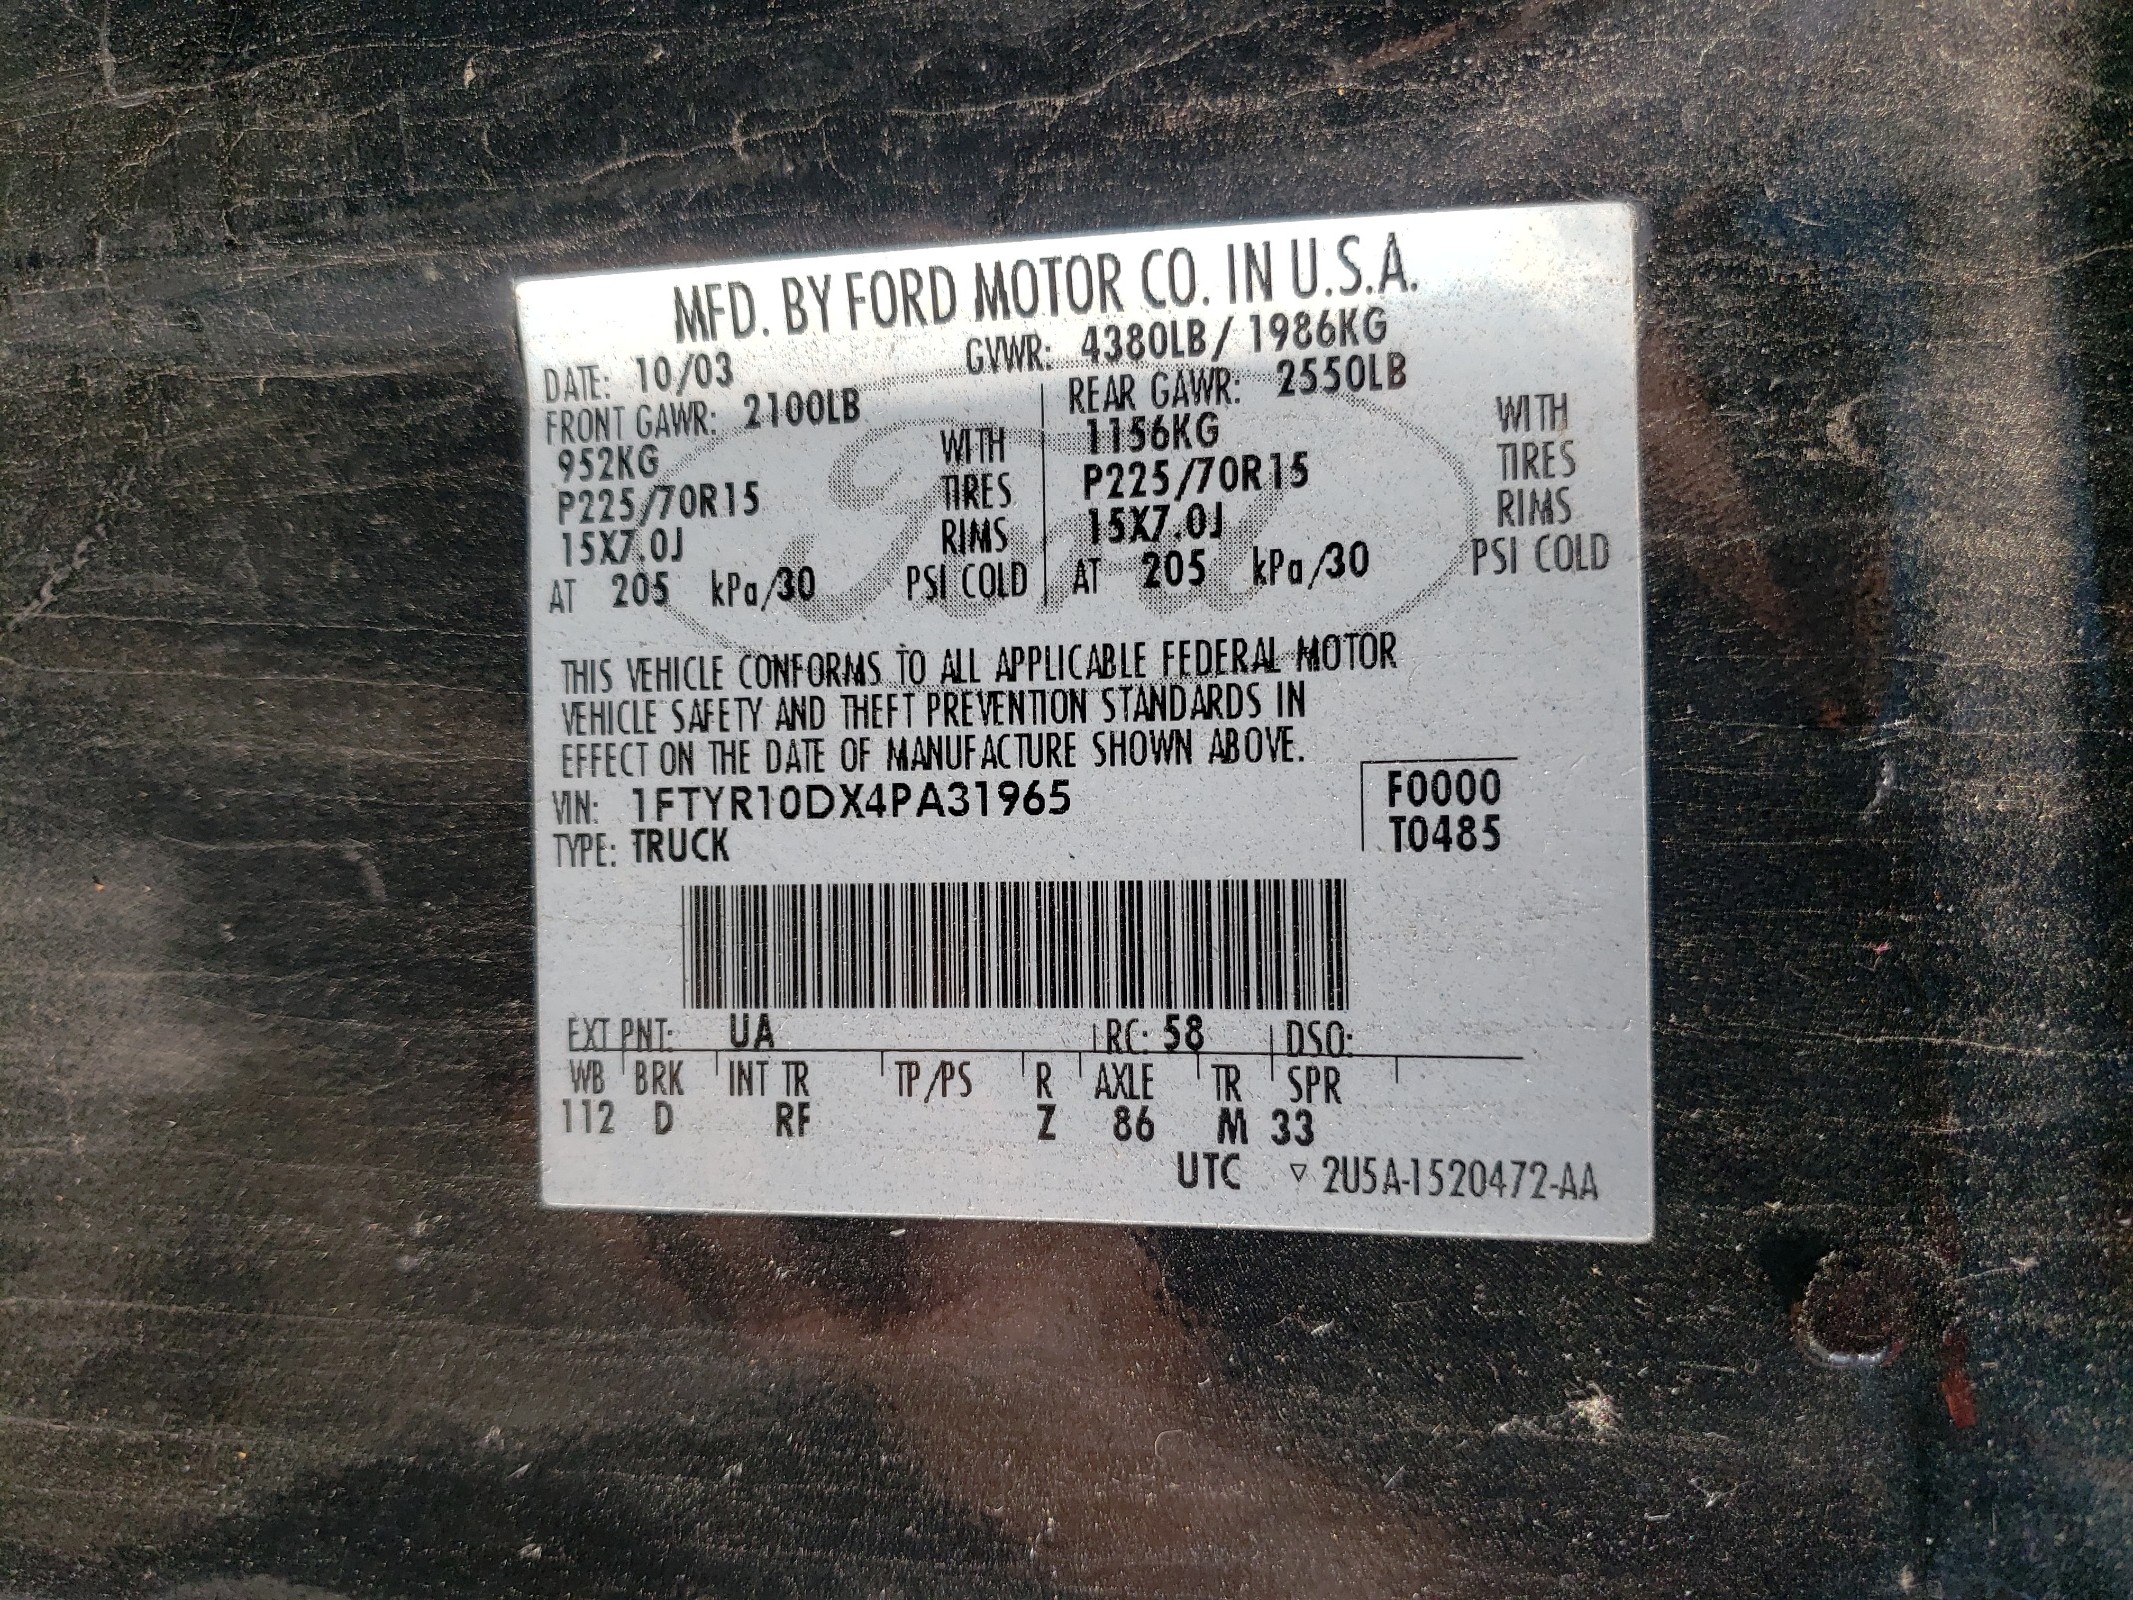 MFD. BY FORD MOTOR CO. IN U.S.A.
DATE: 10/03 GVWR: 4380LB/ 1986KG
FRONT GAWR: 2100LB REAR GAWR: 2550LB
952KG WITH 1156KG WITH
P225/70R15 TIRES P225/70R15 TIRES
15X7.0J RIMS 15X7.0J RIMS
AT 205 kPa/30 PSI COLD AT 205 kPa/30 PSI COLD
Ford
THIS VEHICLE CONFORMS TO ALL APPLICABLE FEDERAL MOTOR
VEHICLE SAFETY AND THEFT PREVENTION STANDARDS IN
EFFECT ON THE DATE OF MANUFACTURE SHOWN ABOVE.
VIN: 1FTYR10DX4PA31965 F0000
TYPE: TRUCK T0485
EXT PNT: UA RC: 58 DSO:
WB BRK INT TR TP/PS R AXLE TR SPR
112 D RF Z 86 M 33
UTC ▽ 2U5A-1520472-AA